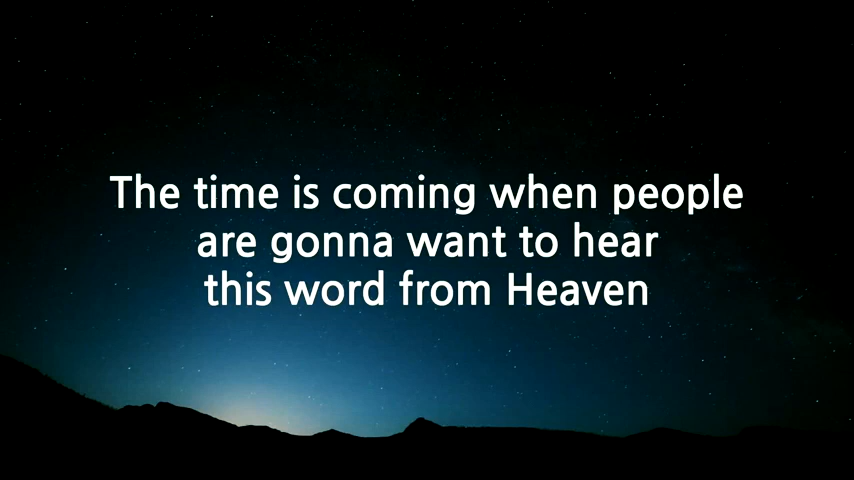 The time is coming when people
are gonna want to hear
this word from Heaven